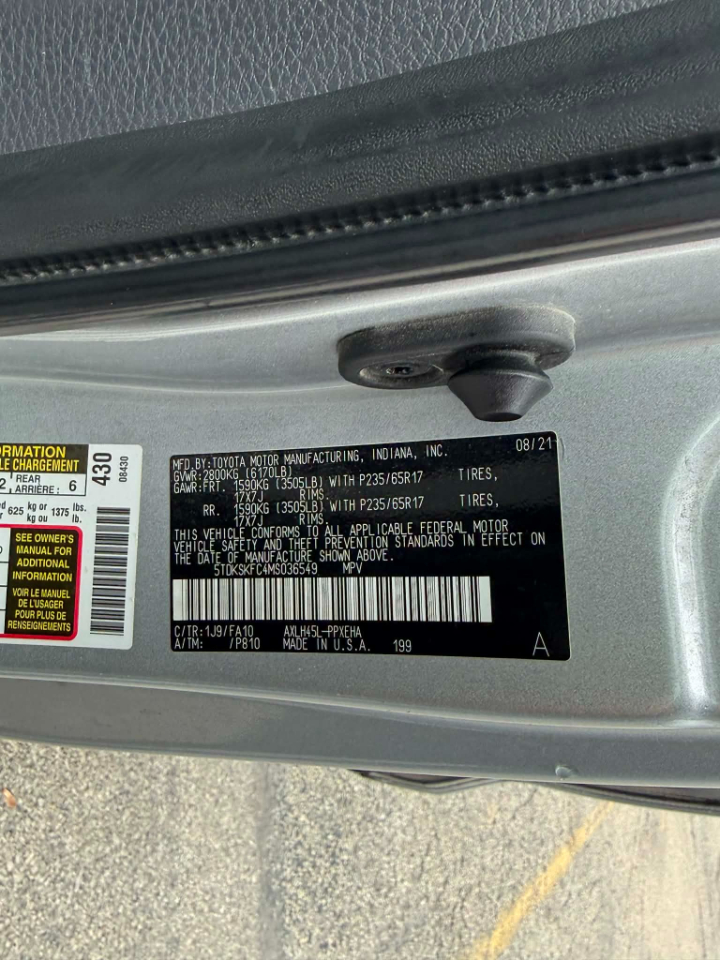 ORMATION
LE CHARGEMENT
2 REAR ARRIÈRE : 6
625 kg or kg ou 1375 lbs. lb.
SEE OWNER'S
MANUAL FOR
ADDITIONAL
INFORMATION
VOIR LE MANUEL
DE L'USAGER
POUR PLUS DE
RENSEIGNEMENTS
430
08430
MFD.BY:TOYOTA MOTOR MANUFACTURING, INDIANA, INC. 08/21
GVWR:2800KG (6170LB)
GAWR:FRT. 1590KG (3505LB) WITH P235/65R17 TIRES,
17X7J RIMS.
RR. 1590KG (3505LB) WITH P235/65R17 TIRES,
17X7J RIMS.
THIS VEHICLE CONFORMS TO ALL APPLICABLE FEDERAL MOTOR
VEHICLE SAFETY AND THEFT PREVENTION STANDARDS IN EFFECT ON
THE DATE OF MANUFACTURE SHOWN ABOVE.
5TDKSKFC4MS036549 MPV
C/TR:1J9/FA10 AXLH45L-PPXEHA
A/TM: /P810 MADE IN U.S.A. 199
A